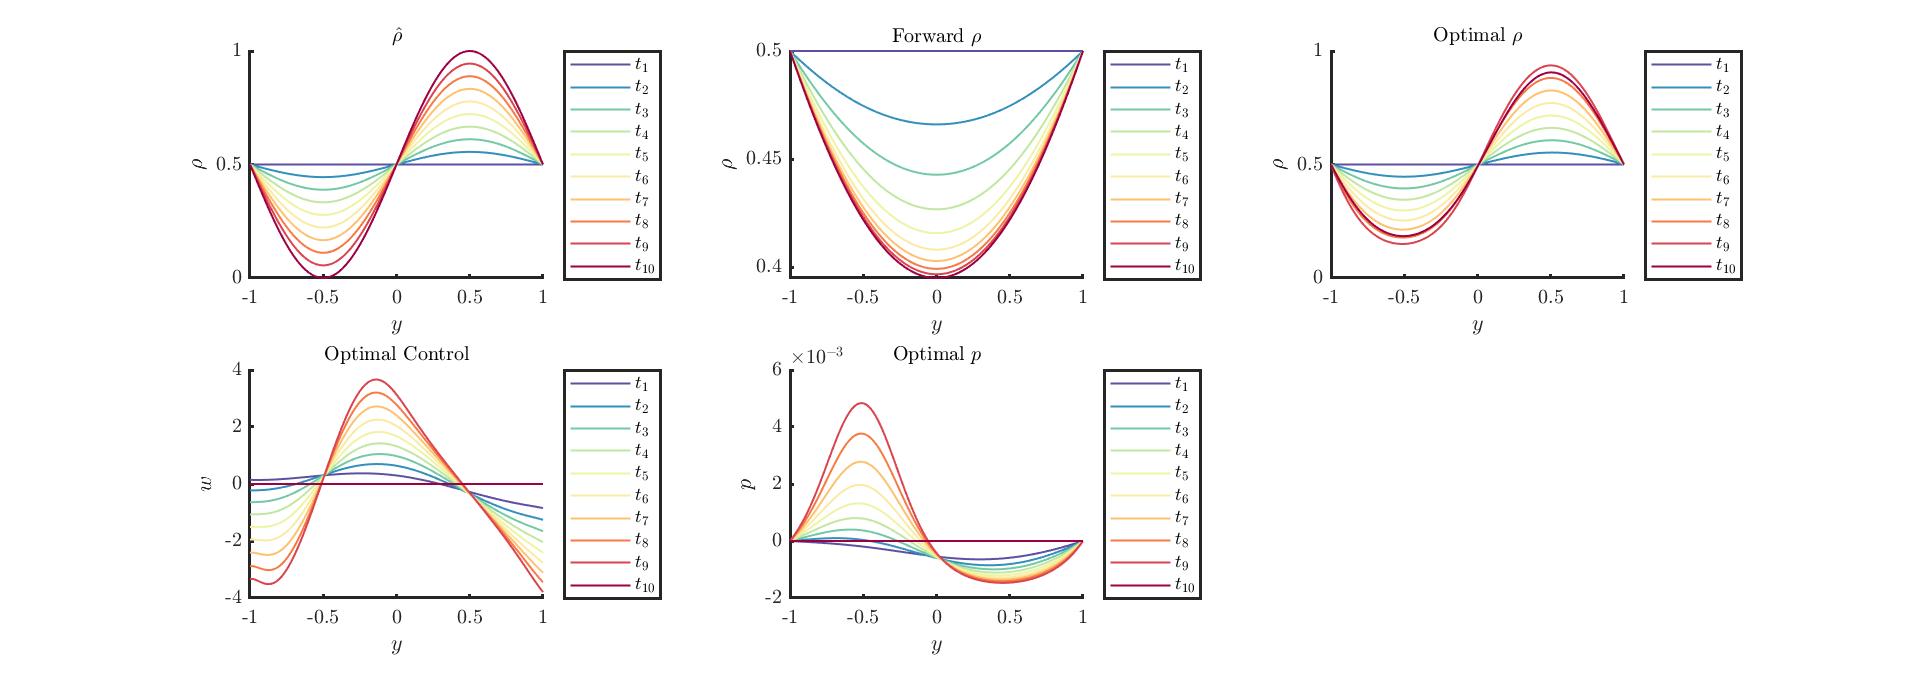 ρ̂
1
0.5
0
ρ
-1 -0.5 0 0.5 1
y
t₁
t₂
t₃
t₄
t₅
t₆
t₇
t₈
t₉
t₁₀
Forward ρ
0.5
0.45
0.4
ρ
-1 -0.5 0 0.5 1
y
t₁
t₂
t₃
t₄
t₅
t₆
t₇
t₈
t₉
t₁₀
Optimal ρ
1
0.5
0
ρ
-1 -0.5 0 0.5 1
y
t₁
t₂
t₃
t₄
t₅
t₆
t₇
t₈
t₉
t₁₀
Optimal Control
4
2
0
-2
-4
w
-1 -0.5 0 0.5 1
y
t₁
t₂
t₃
t₄
t₅
t₆
t₇
t₈
t₉
t₁₀
×10⁻³ Optimal p
6
4
2
0
-2
p
-1 -0.5 0 0.5 1
y
t₁
t₂
t₃
t₄
t₅
t₆
t₇
t₈
t₉
t₁₀